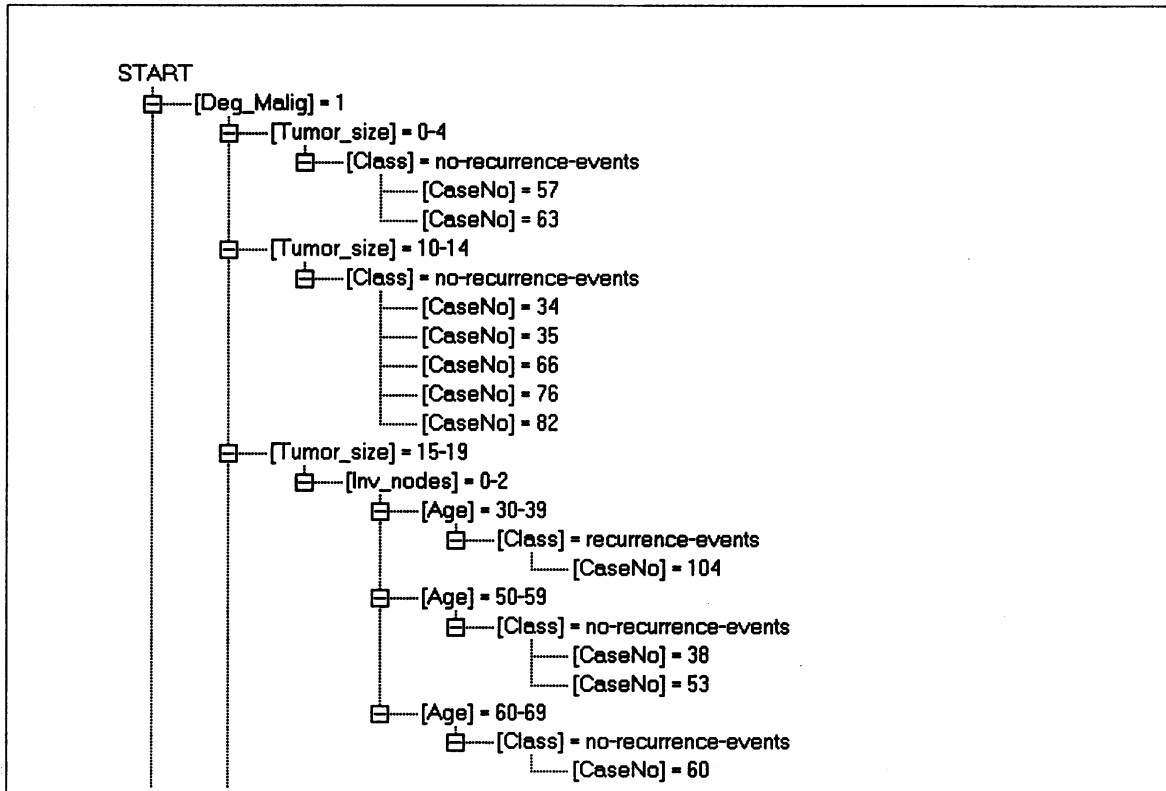 START
[Deg_Malig] = 1
[Tumor_size] = 0-4
[Class] = no-recurrence-events
[CaseNo] = 57
[CaseNo] = 63
[Tumor_size] = 10-14
[Class] = no-recurrence-events
[CaseNo] = 34
[CaseNo] = 35
[CaseNo] = 66
[CaseNo] = 76
[CaseNo] = 82
[Tumor_size] = 15-19
[Inv_nodes] = 0-2
[Age] = 30-39
[Class] = recurrence-events
[CaseNo] = 104
[Age] = 50-59
[Class] = no-recurrence-events
[CaseNo] = 38
[CaseNo] = 53
[Age] = 60-69
[Class] = no-recurrence-events
[CaseNo] = 60